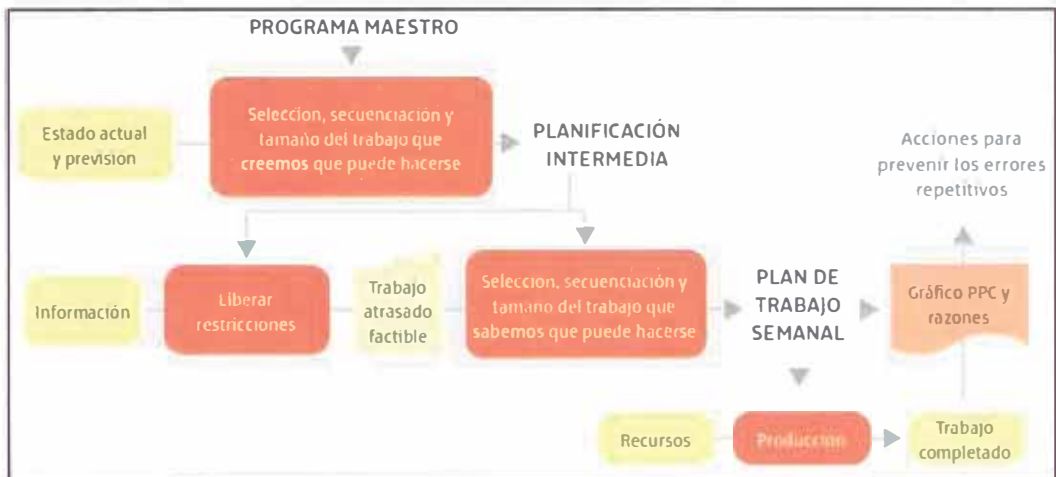 PROGRAMA MAESTRO
Estado actual
y prevision
Seleccion, secuenciación y
tamaño del trabajo que
creemos que puede hacerse
PLANIFICACIÓN
INTERMEDIA
Acciones para
prevenir los errores
repetitivos
Información
Liberar
restricciones
Trabajo
atrasado
factible
Seleccion, secuenciación y
tamaño del trabajo que
sabemos que puede hacerse
PLAN DE
TRABAJO
SEMANAL
Gráfico PPC y
razones
Recursos
Producción
Trabajo
completado